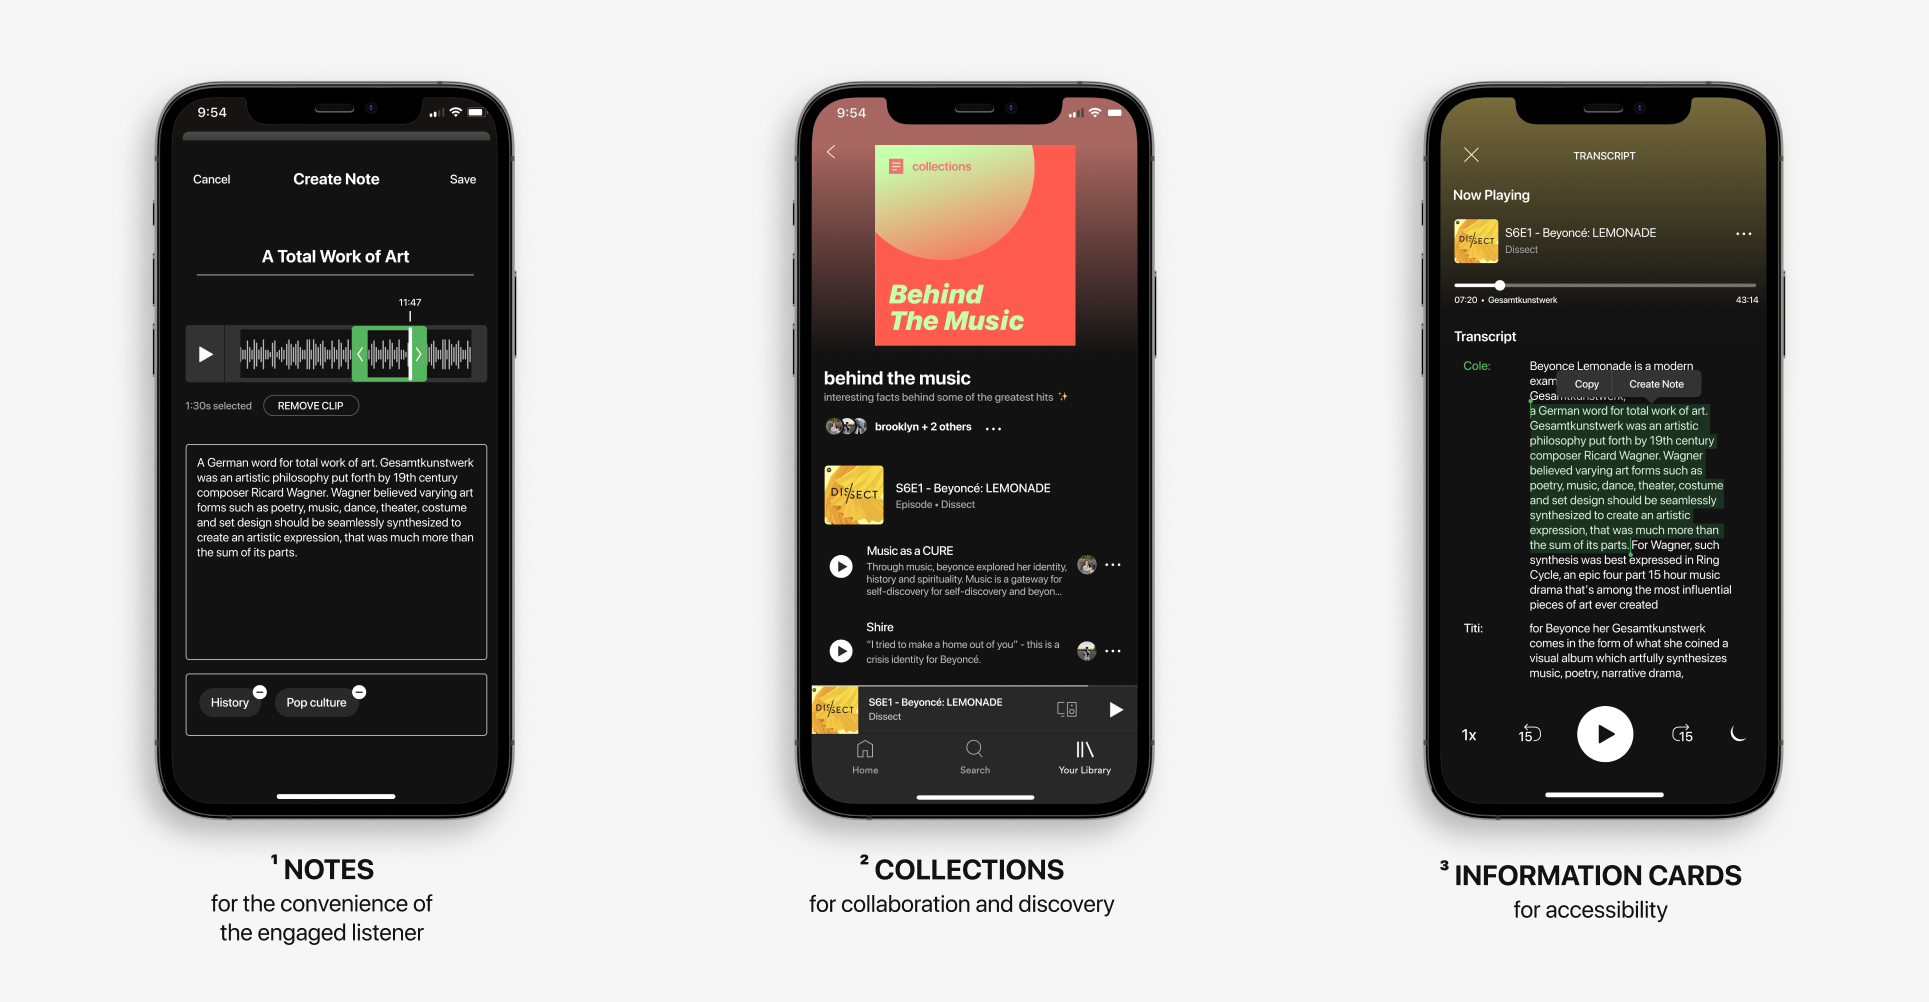 9:54
Cancel
Create Note
Save
A Total Work of Art
11:47
1:30s selected
REMOVE CLIP
A German word for total work of art. Gesamtkunstwerk
was an artistic philosophy put forth by 19th century
composer Ricard Wagner. Wagner believed varying art
forms such as poetry, music, dance, theater, costume
and set design should be seamlessly synthesized to
create an artistic expression, that was much more than
the sum of its parts.
History
Pop culture
¹ NOTES
for the convenience of
the engaged listener
9:54
collections
Behind
The Music
behind the music
interesting facts behind some of the greatest hits ✨
brooklyn + 2 others
DISSECT
S6E1 - Beyoncé: LEMONADE
Episode • Dissect
Music as a CURE
Through music, beyonce explored her identity,
history and spirituality. Music is a gateway for
self-discovery for self-discovery and beyon...
Shire
“I tried to make a home out of you” - this is a
crisis identity for Beyoncé.
DISSECT
S6E1 - Beyoncé: LEMONADE
Dissect
Home
Search
Your Library
² COLLECTIONS
for collaboration and discovery
TRANSCRIPT
Now Playing
DISSECT
S6E1 - Beyoncé: LEMONADE
Dissect
07:20 • Gesamtkunstwerk
43:14
Transcript
Cole:
Beyonce Lemonade is a modern
exam
Copy
Create Note
Gesamtkunstwerk,
a German word for total work of art.
Gesamtkunstwerk was an artistic
philosophy put forth by 19th century
composer Ricard Wagner. Wagner
believed varying art forms such as
poetry, music, dance, theater, costume
and set design should be seamlessly
synthesized to create an artistic
expression, that was much more than
the sum of its parts. For Wagner, such
synthesis was best expressed in Ring
Cycle, an epic four part 15 hour music
drama that's among the most influential
pieces of art ever created
Titi:
for Beyonce her Gesamtkunstwerk
comes in the form of what she coined a
visual album which artfully synthesizes
music, poetry, narrative drama,
1x
15
15
³ INFORMATION CARDS
for accessibility